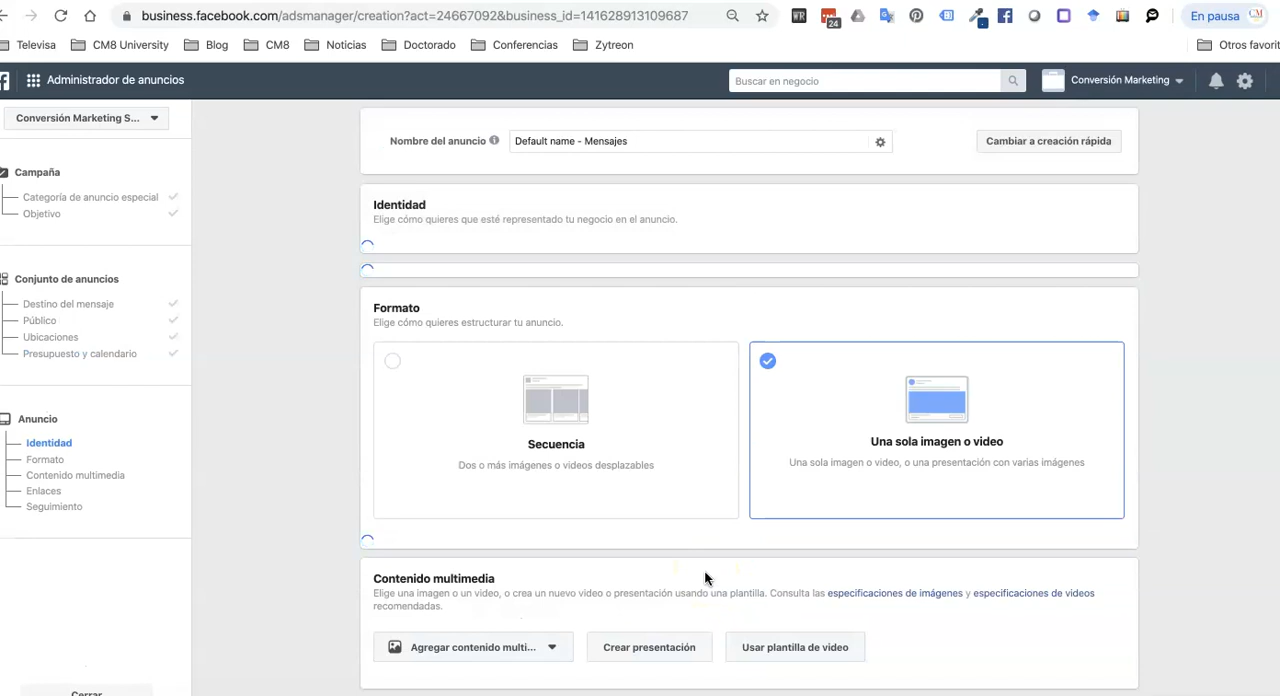 business.facebook.com/adsmanager/creation?act=24667092&business_id=141628913109687
WR
24
En pausa
Televisa
CM8 University
Blog
CM8
Noticias
Doctorado
Conferencias
Zytreon
Otros favorit
Administrador de anuncios
Buscar en negocio
Conversión Marketing
Conversión Marketing S...
Nombre del anuncio
Default name - Mensajes
Cambiar a creación rápida
Campaña
Categoría de anuncio especial
Objetivo
Conjunto de anuncios
Destino del mensaje
Público
Ubicaciones
Presupuesto y calendario
Anuncio
Identidad
Formato
Contenido multimedia
Enlaces
Seguimiento
Cerrar
Identidad
Elige cómo quieres que esté representado tu negocio en el anuncio.
Formato
Elige cómo quieres estructurar tu anuncio.
Secuencia
Dos o más imágenes o videos desplazables
Una sola imagen o video
Una sola imagen o video, o una presentación con varias imágenes
Contenido multimedia
Elige una imagen o un video, o crea un nuevo video o presentación usando una plantilla. Consulta las especificaciones de imágenes y especificaciones de videos
recomendadas.
Agregar contenido multi...
Crear presentación
Usar plantilla de video